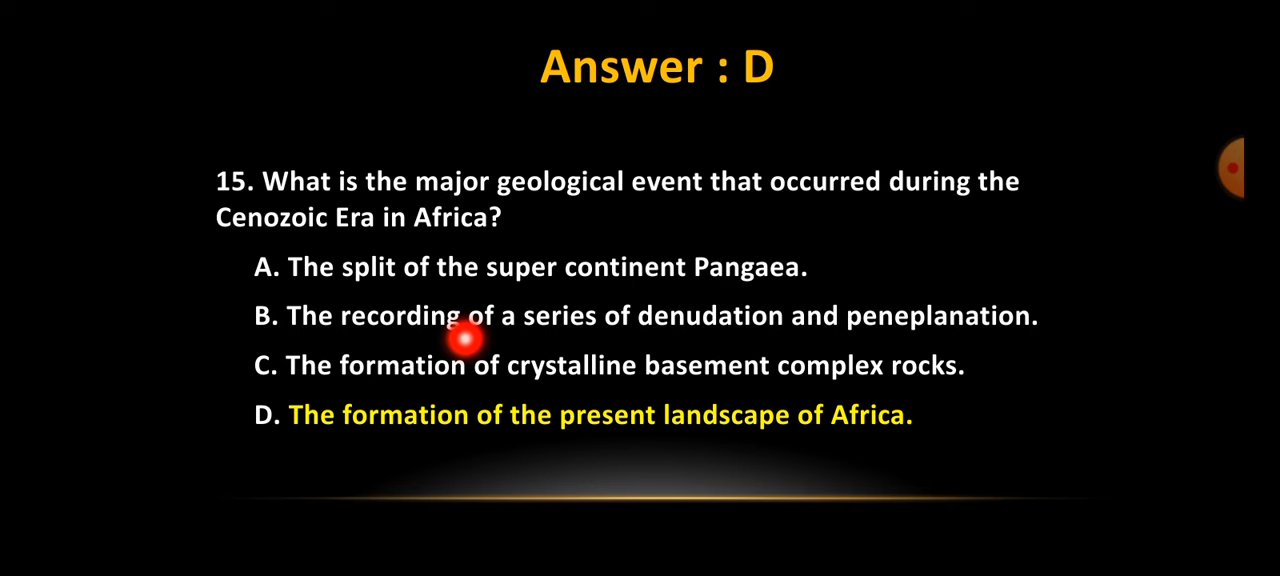 Answer : D
15. What is the major geological event that occurred during the
Cenozoic Era in Africa?
A. The split of the super continent Pangaea.
B. The recording of a series of denudation and peneplanation.
C. The formation of crystalline basement complex rocks.
D. The formation of the present landscape of Africa.